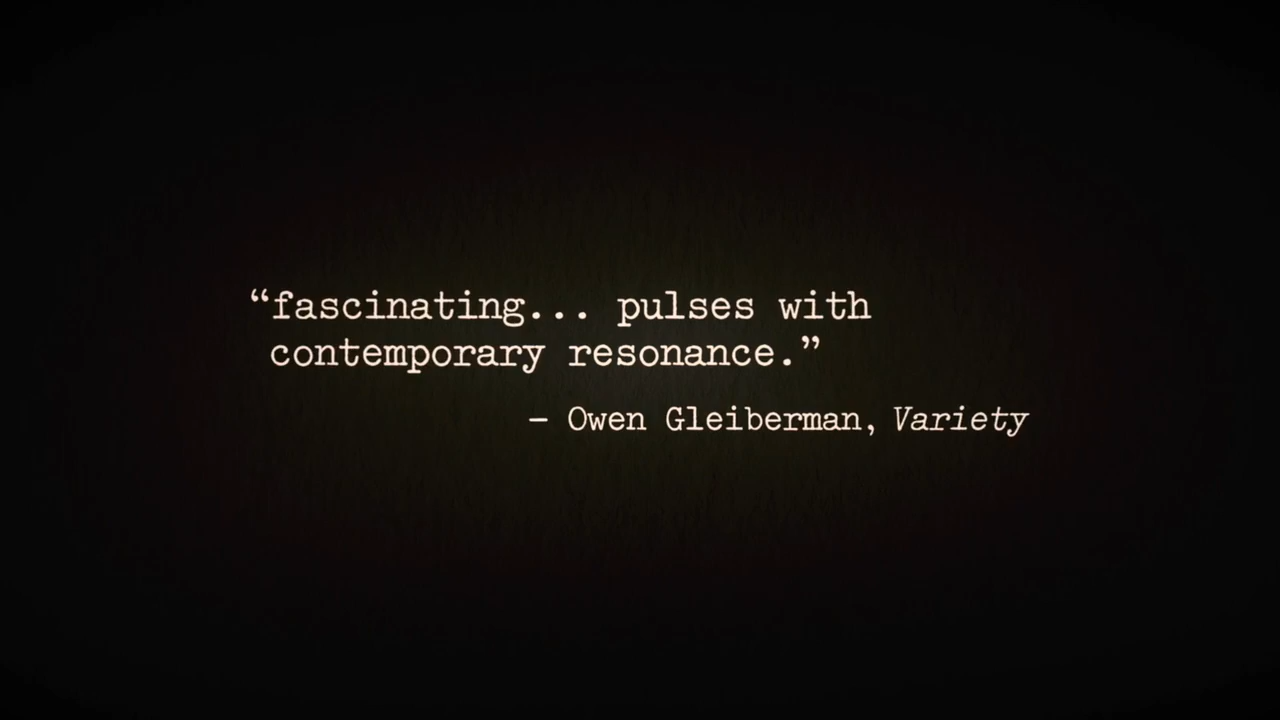 “fascinating... pulses with
contemporary resonance.”
– Owen Gleiberman, Variety